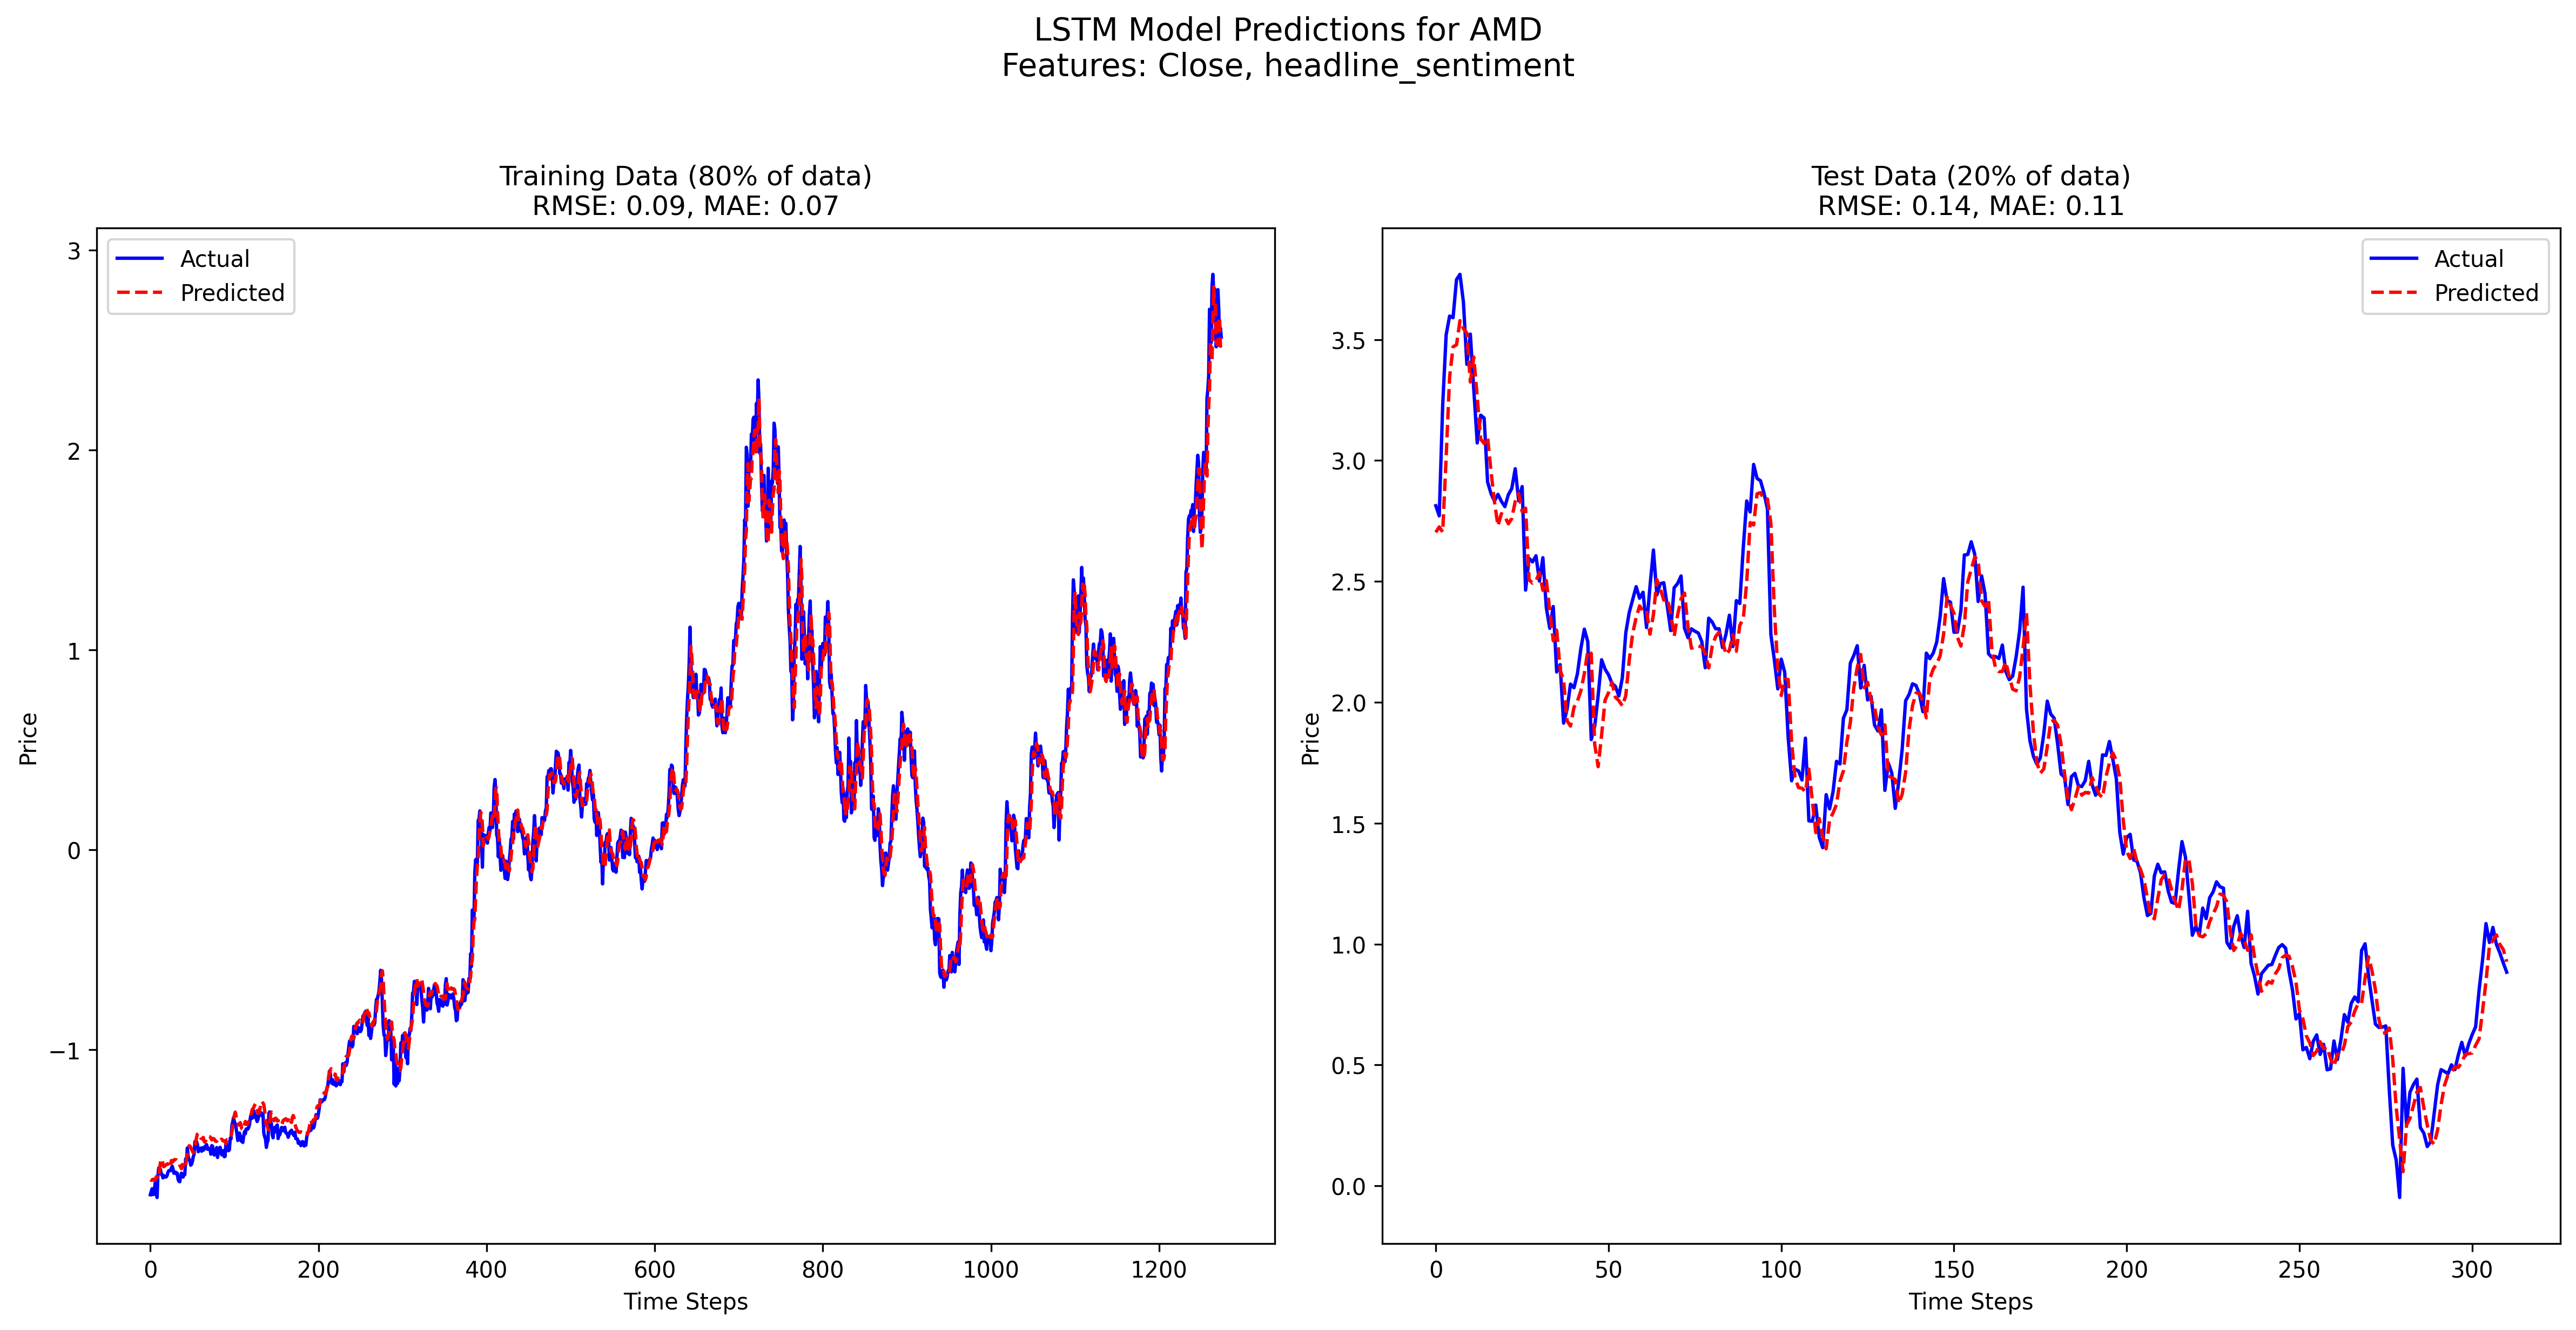 LSTM Model Predictions for AMD
Features: Close, headline_sentiment
Training Data (80% of data)
RMSE: 0.09, MAE: 0.07
Actual
Predicted
3
2
1
0
−1
Price
0
200
400
600
800
1000
1200
Time Steps
Test Data (20% of data)
RMSE: 0.14, MAE: 0.11
Actual
Predicted
3.5
3.0
2.5
2.0
1.5
1.0
0.5
0.0
Price
0
50
100
150
200
250
300
Time Steps